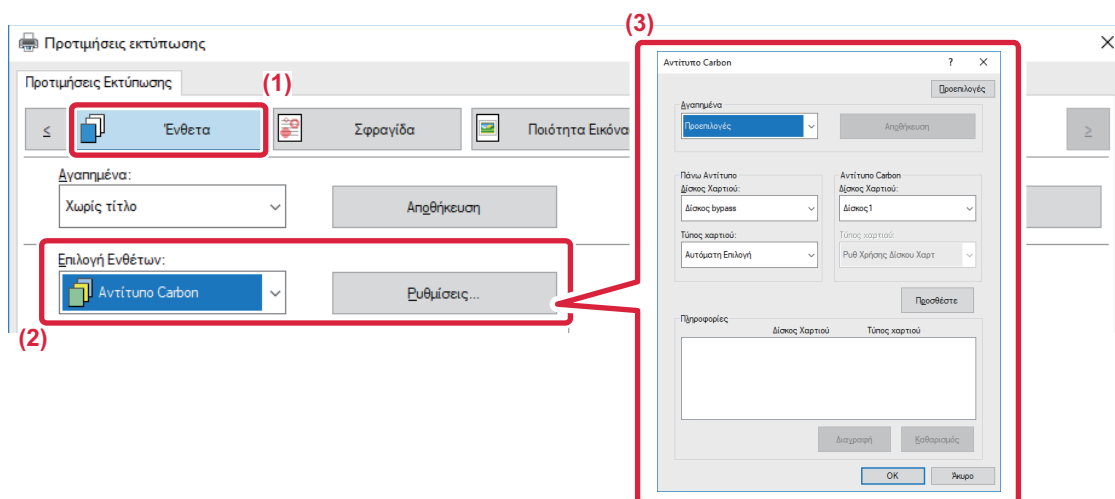 (3)
Προτιμήσεις εκτύπωσης
Προτιμήσεις Εκτύπωσης
(1)
< Ένθετα Σφραγίδα Ποιότητα Εικόνα >
Αγαπημένα:
Χωρίς τίτλο Αποθήκευση
Επιλογή Ενθέτων:
Αντίτυπο Carbon Ρυθμίσεις...
(2)
Αντίτυπο Carbon ?
Προεπιλογές
Αγαπημένα
Προεπιλογές Αποθήκευση
Πάνω Αντίτυπο Αντίτυπο Carbon
Δίσκος Χαρτιού: Δίσκος Χαρτιού:
Δίσκος bypass Δίσκος1
Τύπος χαρτιού: Τύπος χαρτιού:
Αυτόματη Επιλογή Ρυθ Χρήσης Δίσκου Χαρτ
Προσθέστε
Πληροφορίες
Δίσκος Χαρτιού Τύπος χαρτιού
Διαγραφή Καθαρισμός
OK Άκυρο